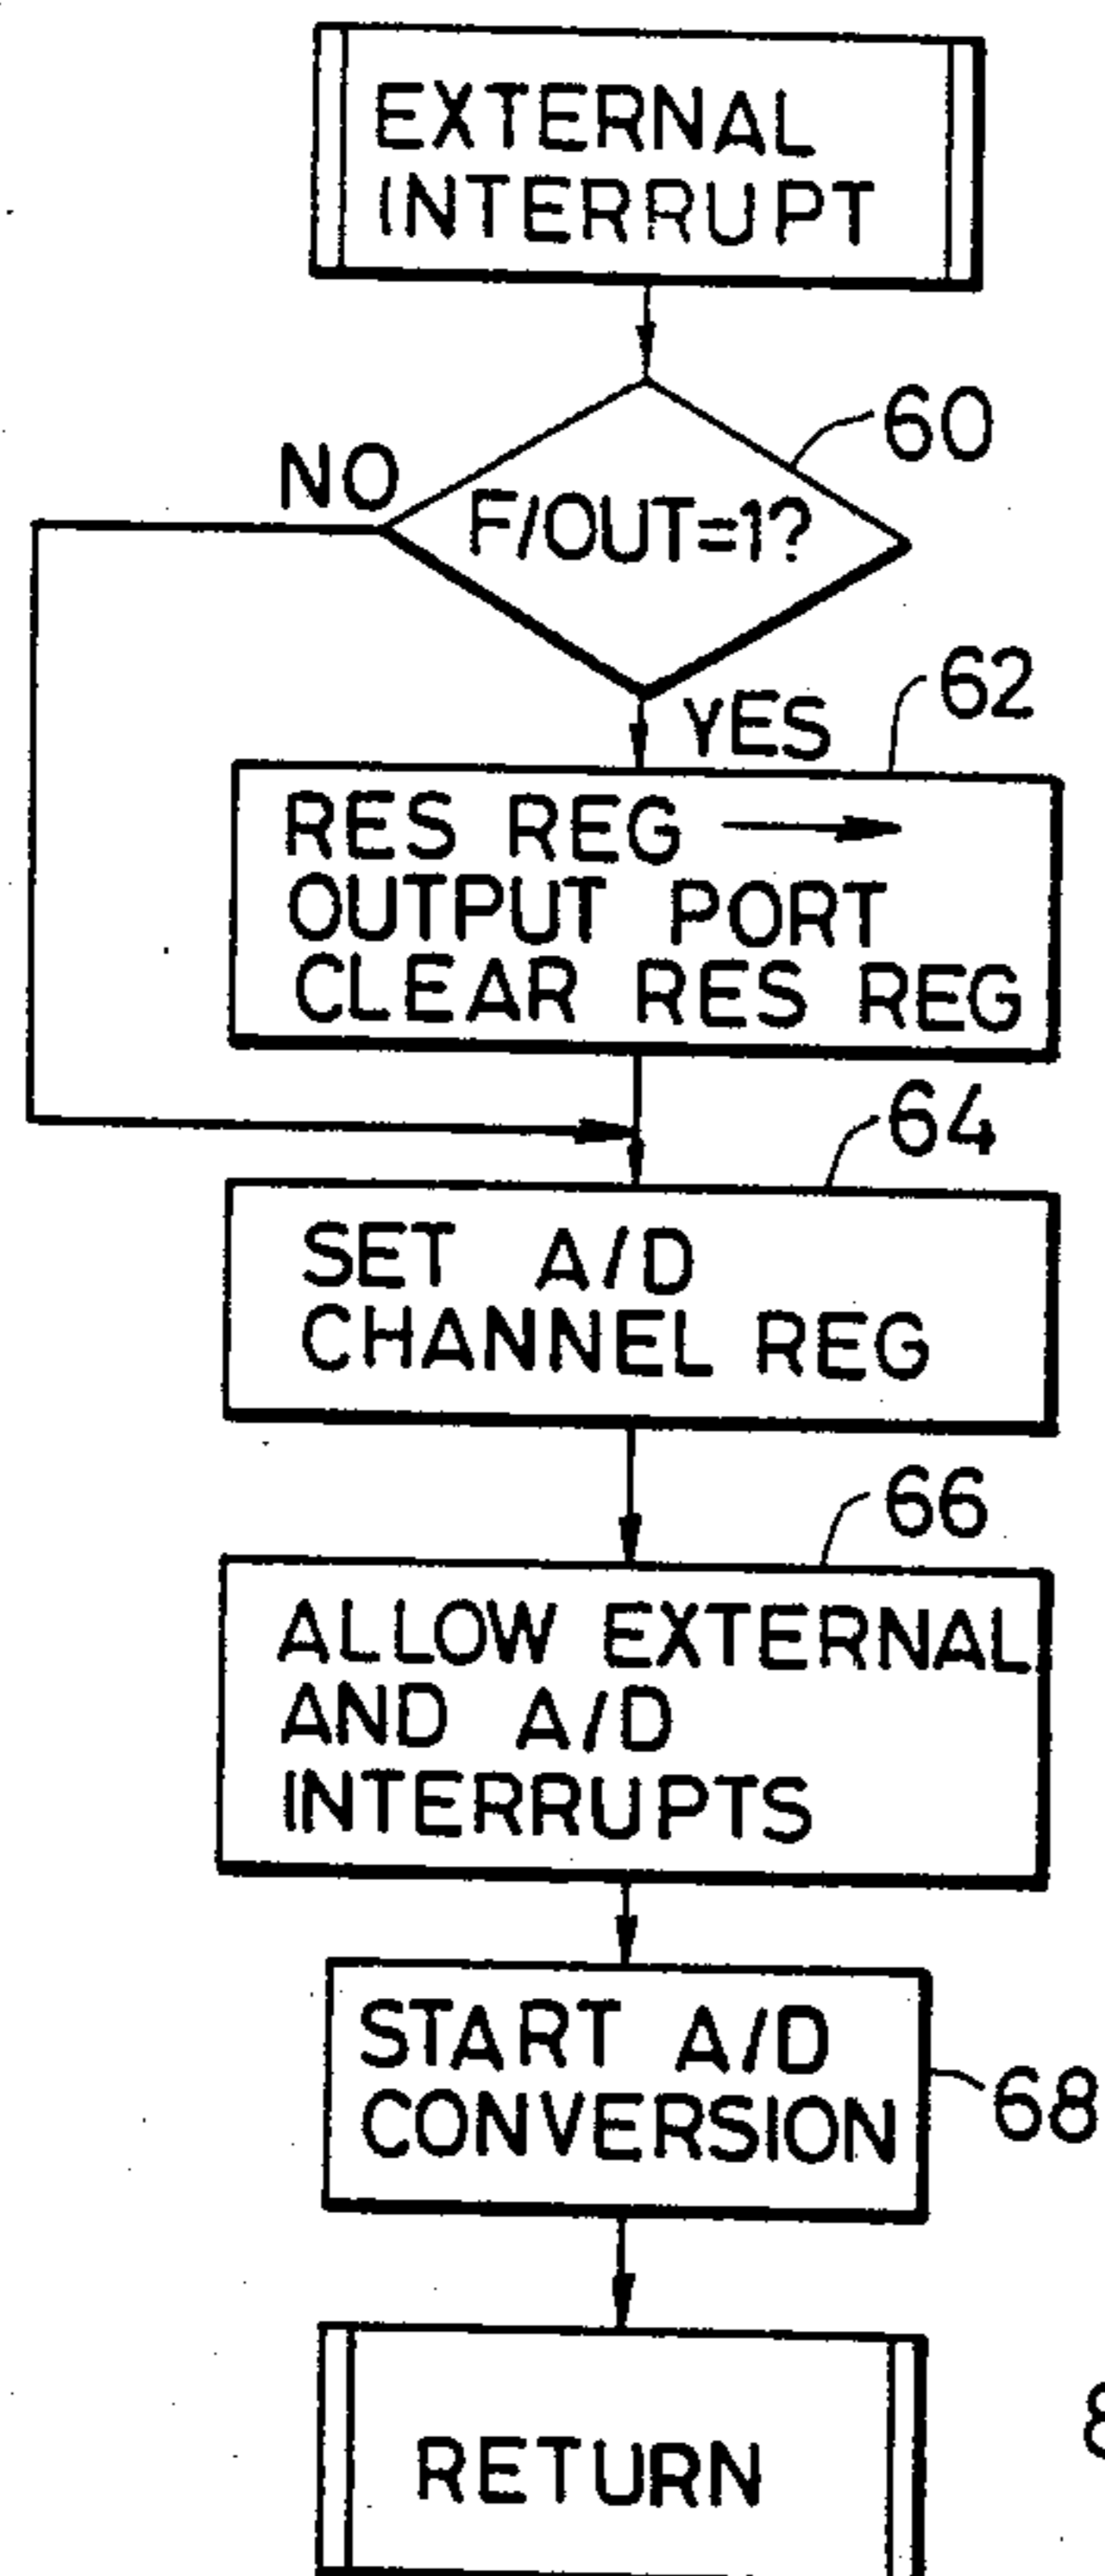 EXTERNAL
INTERRUPT
60
NO
F/OUT=1?
62
YES
RES REG →
OUTPUT PORT
CLEAR RES REG
64
SET A/D
CHANNEL REG
66
ALLOW EXTERNAL
AND A/D
INTERRUPTS
START A/D
CONVERSION
68
RETURN